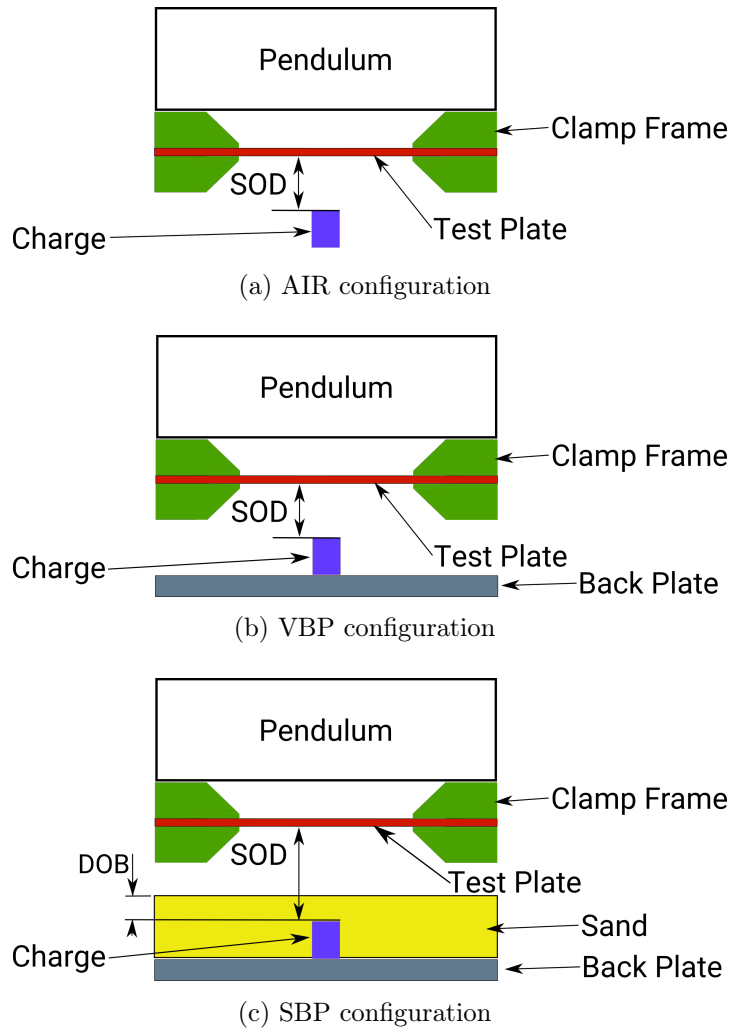 Pendulum
Clamp Frame
SOD
Test Plate
Charge
(a) AIR configuration
Pendulum
Clamp Frame
SOD
Test Plate
Charge
Back Plate
(b) VBP configuration
Pendulum
Clamp Frame
SOD
DOB
Test Plate
Sand
Charge
Back Plate
(c) SBP configuration